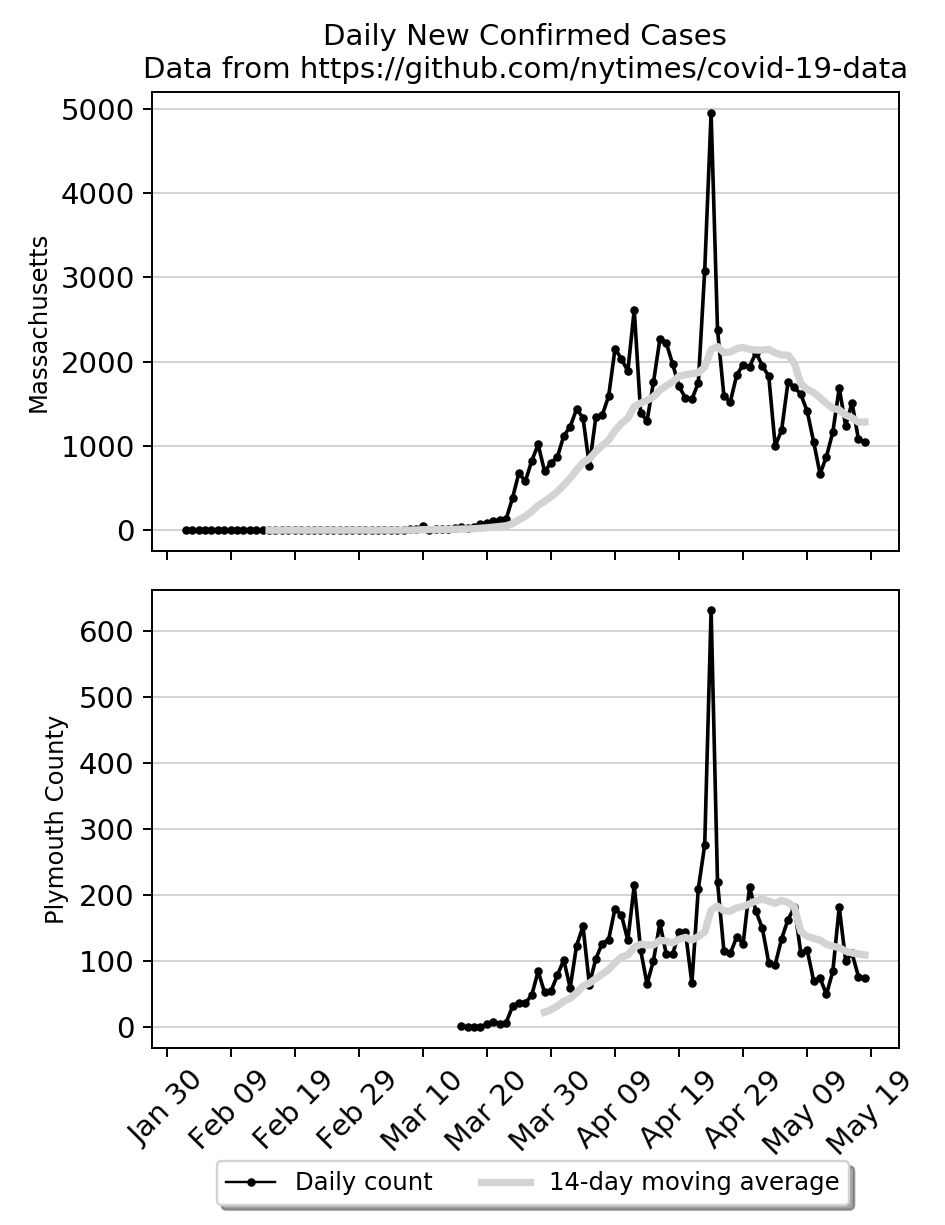 Daily New Confirmed Cases
Data from https://github.com/nytimes/covid-19-data
5000
4000
3000
2000
1000
0
Massachusetts
600
500
400
300
200
100
0
Plymouth County
Jan 30
Feb 09
Feb 19
Feb 29
Mar 10
Mar 20
Mar 30
Apr 09
Apr 19
Apr 29
May 09
May 19
Daily count
14-day moving average